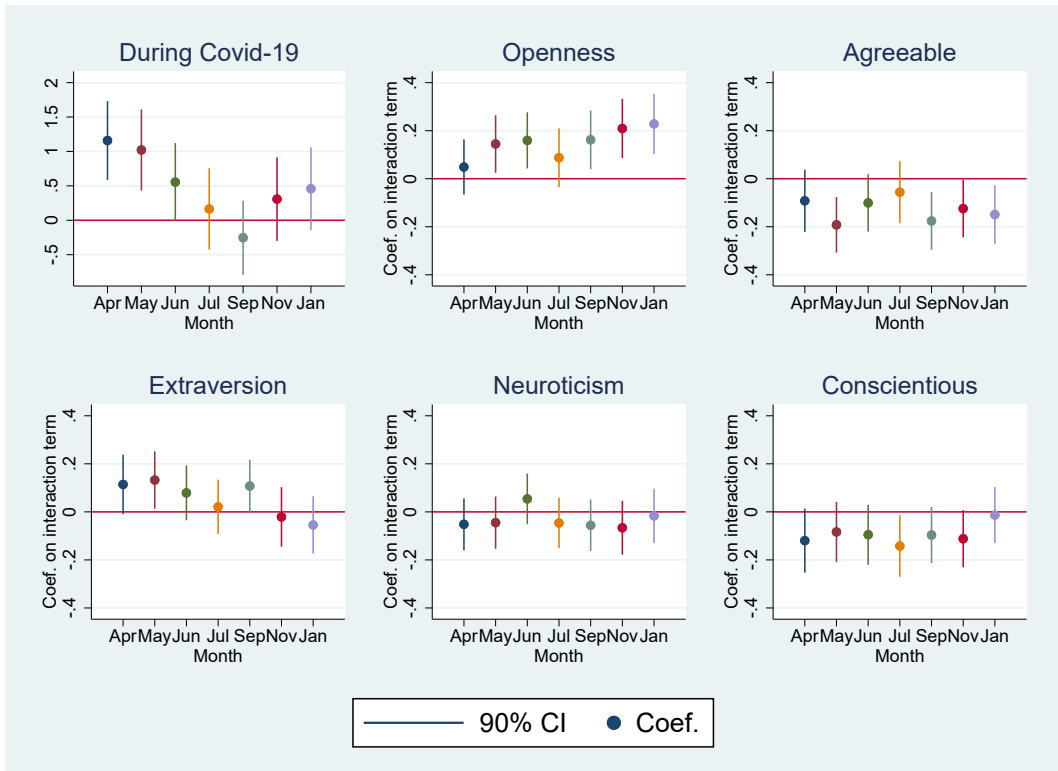 During Covid-19
2
1.5
1
.5
0
-.5
Apr May Jun Jul Sep Nov Jan
Month
Openness
Coef. on interaction term
.4
.2
0
-.2
-.4
Apr May Jun Jul Sep Nov Jan
Month
Agreeable
Coef. on interaction term
.4
.2
0
-.2
-.4
Apr May Jun Jul Sep Nov Jan
Month
Extraversion
Coef. on interaction term
.4
.2
0
-.2
-.4
Apr May Jun Jul Sep Nov Jan
Month
Neuroticism
Coef. on interaction term
.4
.2
0
-.2
-.4
Apr May Jun Jul Sep Nov Jan
Month
Conscientious
Coef. on interaction term
.4
.2
0
-.2
-.4
Apr May Jun Jul Sep Nov Jan
Month
90% CI Coef.